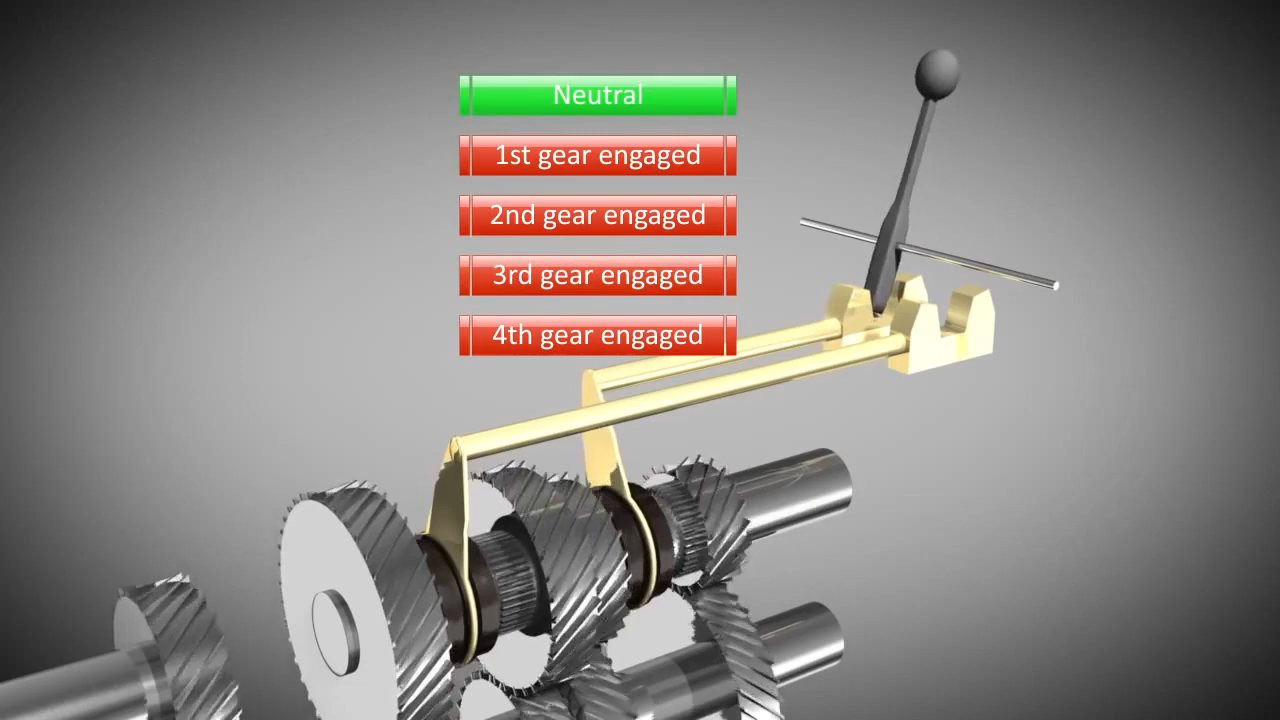 Neutral
1st gear engaged
2nd gear engaged
3rd gear engaged
4th gear engaged